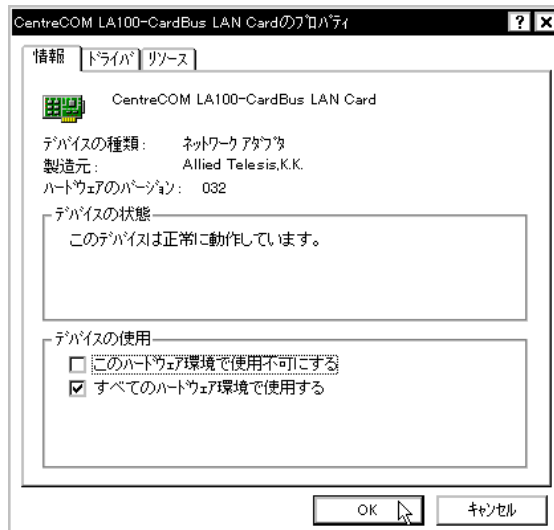 CentreCOM LA100-CardBus LAN Cardのﾌﾟﾛﾊﾟﾃｨ
情報
ﾄﾞﾗｲﾊﾞ
ﾘｿｰｽ
CentreCOM LA100-CardBus LAN Card
ﾃﾞﾊﾞｲｽの種類: ﾈｯﾄﾜｰｸ ｱﾀﾞﾌﾟﾀ
製造元: Allied Telesis,K.K.
ﾊｰﾄﾞｳｪｱのﾊﾞｰｼﾞｮﾝ: 032
ﾃﾞﾊﾞｲｽの状態
このﾃﾞﾊﾞｲｽは正常に動作しています。
ﾃﾞﾊﾞｲｽの使用
このﾊｰﾄﾞｳｪｱ環境で使用不可にする
すべてのﾊｰﾄﾞｳｪｱ環境で使用する
OK
ｷｬﾝｾﾙ